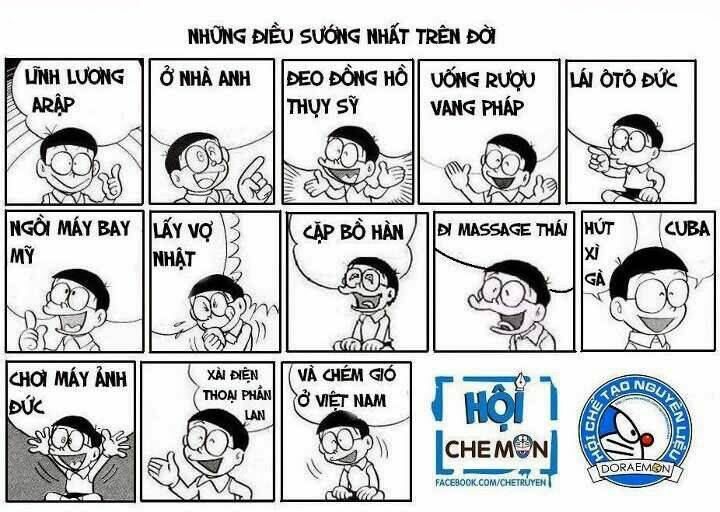 NHỮNG ĐIỀU SƯỚNG NHẤT TRÊN ĐỜI
LĨNH LƯƠNG
ARẬP
Ở NHÀ ANH
ĐEO ĐỒNG HỒ
THỤY SỸ
UỐNG RƯỢU
VANG PHÁP
LÁI ÔTÔ ĐỨC
NGỒI MÁY BAY
MỸ
LẤY VỢ
NHẬT
CẶP BỒ HÀN
ĐI MASSAGE THÁI
HÚT
XÌ
GÀ
CUBA
CHƠI MÁY ẢNH
ĐỨC
XÀI ĐIỆN
THOẠI PHẦN
LAN
VÀ CHÉM GIÓ
Ở VIỆT NAM
HỘI
CHEMON
FACEBOOK.COM/CHETRUYEN
HỘI CHẾ TẠO NGUYÊN LIỆU
DORAEMON